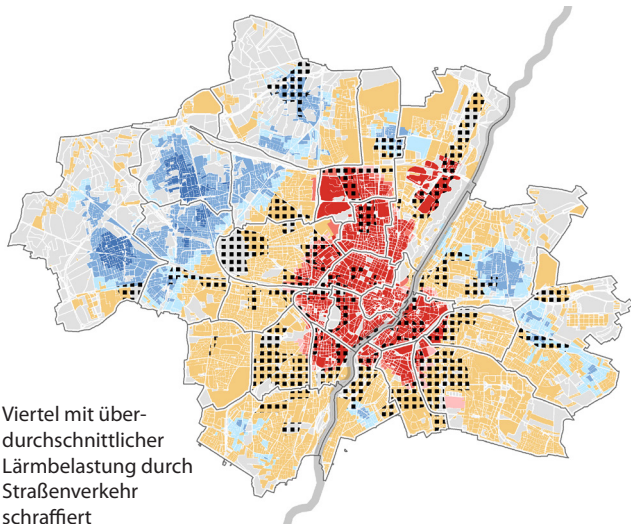 Viertel mit über-
durchschnittlicher
Lärmbelastung durch
Straßenverkehr
schraffiert